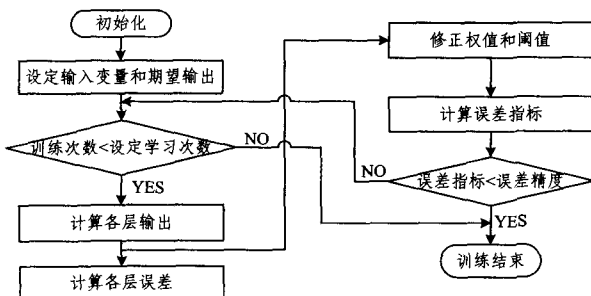 初始化
设定输入变量和期望输出
训练次数<设定学习次数
NO
YES
计算各层输出
计算各层误差
修正权值和阈值
计算误差指标
误差指标<误差精度
NO
YES
训练结束